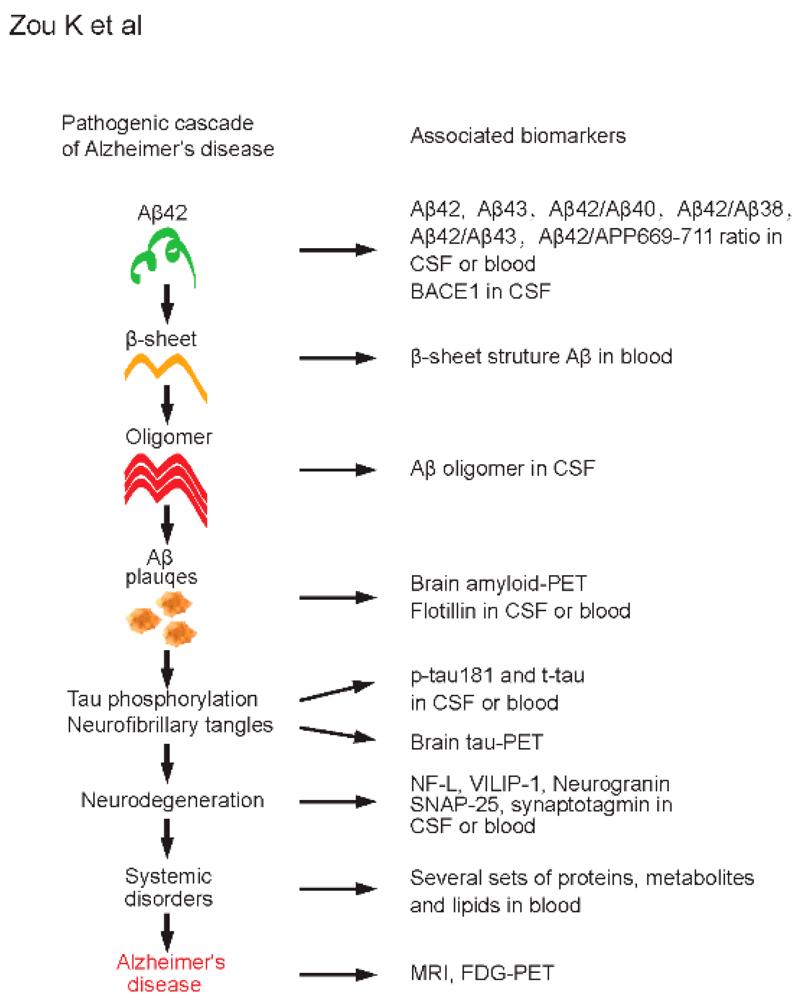 Zou K et al
Pathogenic cascade
of Alzheimer's disease
Associated biomarkers
Aβ42
Aβ42, Aβ43, Aβ42/Aβ40, Aβ42/Aβ38,
Aβ42/Aβ43, Aβ42/APP669-711 ratio in
CSF or blood
BACE1 in CSF
β-sheet
β-sheet struture Aβ in blood
Oligomer
Aβ oligomer in CSF
Aβ
plauqes
Brain amyloid-PET
Flotillin in CSF or blood
Tau phosphorylation
Neurofibrillary tangles
p-tau181 and t-tau
in CSF or blood
Brain tau-PET
Neurodegeneration
NF-L, VILIP-1, Neurogranin
SNAP-25, synaptotagmin in
CSF or blood
Systemic
disorders
Several sets of proteins, metabolites
and lipids in blood
Alzheimer's
disease
MRI, FDG-PET